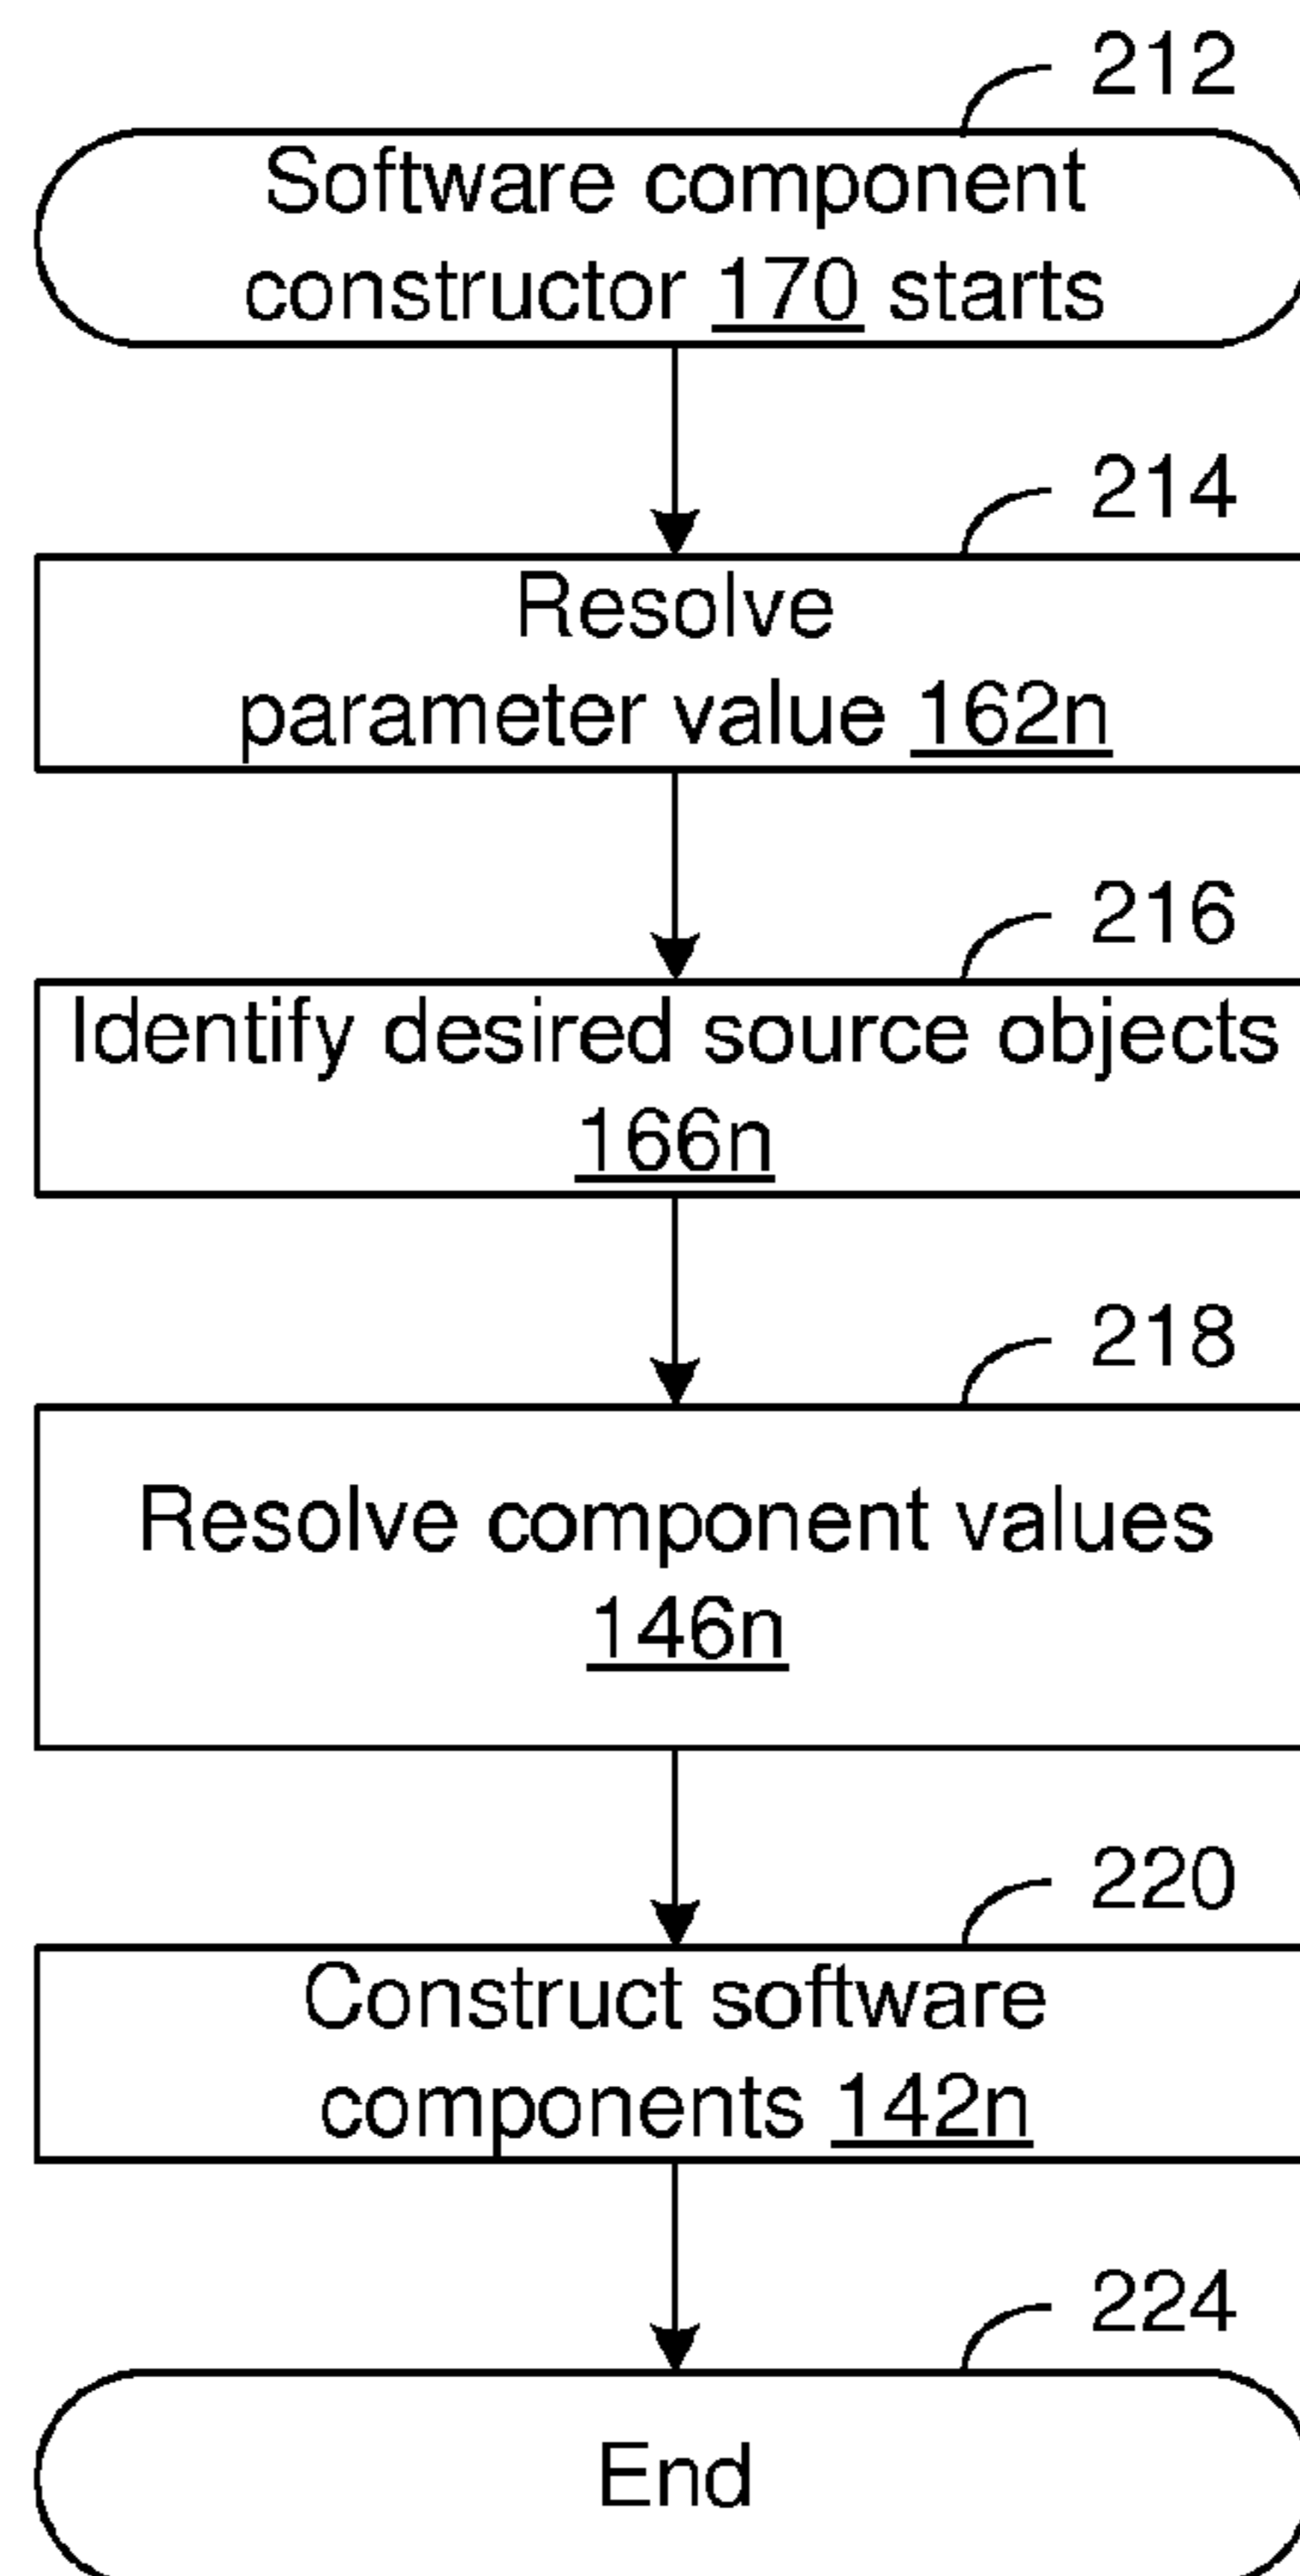 212
Software component
constructor 170 starts
214
Resolve
parameter value 162n
216
Identify desired source objects
166n
218
Resolve component values
146n
220
Construct software
components 142n
224
End